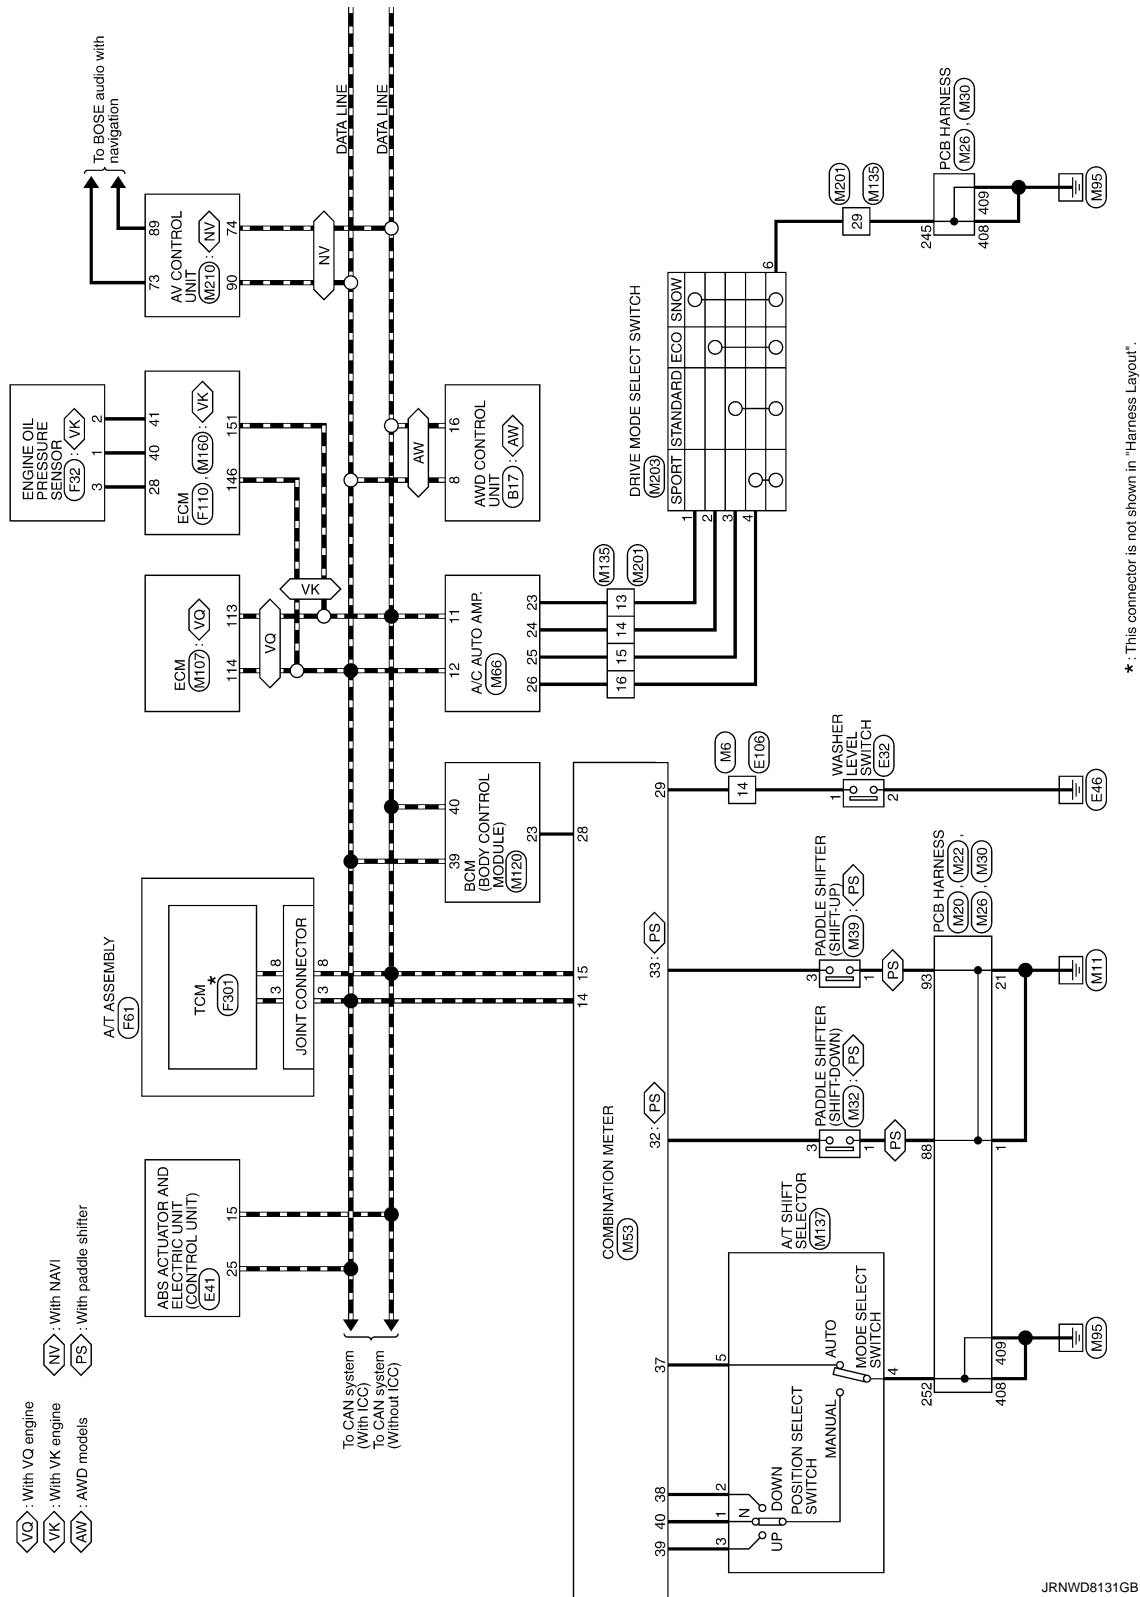 VQ : With VQ engine
VK : With VK engine
AW : AWD models
NV : With NAVI
PS : With paddle shifter
To CAN system
(With ICC)
To CAN system
(Without ICC)
DATA LINE
DATA LINE
ABS ACTUATOR AND
ELECTRIC UNIT
(CONTROL UNIT)
E41
25
15
A/T ASSEMBLY
F61
TCM *
F301
3
8
JOINT CONNECTOR
3
8
ECM
M107 : VQ
114
113
VQ
VK
ENGINE OIL
PRESSURE
SENSOR
F32 : VK
3
1
2
28
40
41
ECM
F110 , M160 : VK
146
151
To BOSE audio with
navigation
73
89
AV CONTROL
UNIT
M210 : NV
90
74
NV
39
40
BCM
(BODY CONTROL
MODULE)
M120
23
12
11
A/C AUTO AMP.
M66
26
25
24
23
AW
8
16
AWD CONTROL
UNIT
B17 : AW
M135
M201
16
15
14
13
DRIVE MODE SELECT SWITCH
M203
SPORT
STANDARD
ECO
SNOW
1
2
3
4
6
M201
M135
29
245
PCB HARNESS
M26 , M30
408
409
M95
COMBINATION METER
M53
14
15
28
39
40
38
37
32 : PS
33 : PS
29
3
1
2
5
N
UP
DOWN
POSITION SELECT
SWITCH
MANUAL
AUTO
MODE SELECT
SWITCH
4
A/T SHIFT
SELECTOR
M137
PADDLE SHIFTER
(SHIFT-DOWN)
M32 : PS
3
1
PS
PADDLE SHIFTER
(SHIFT-UP)
M39 : PS
3
1
PS
M6
E106
14
WASHER
LEVEL
SWITCH
E32
1
2
E46
PCB HARNESS
M20 , M22 ,
M26 , M30
252
88
93
408
409
1
21
M95
M11
* : This connector is not shown in "Harness Layout".
JRNWD8131GB